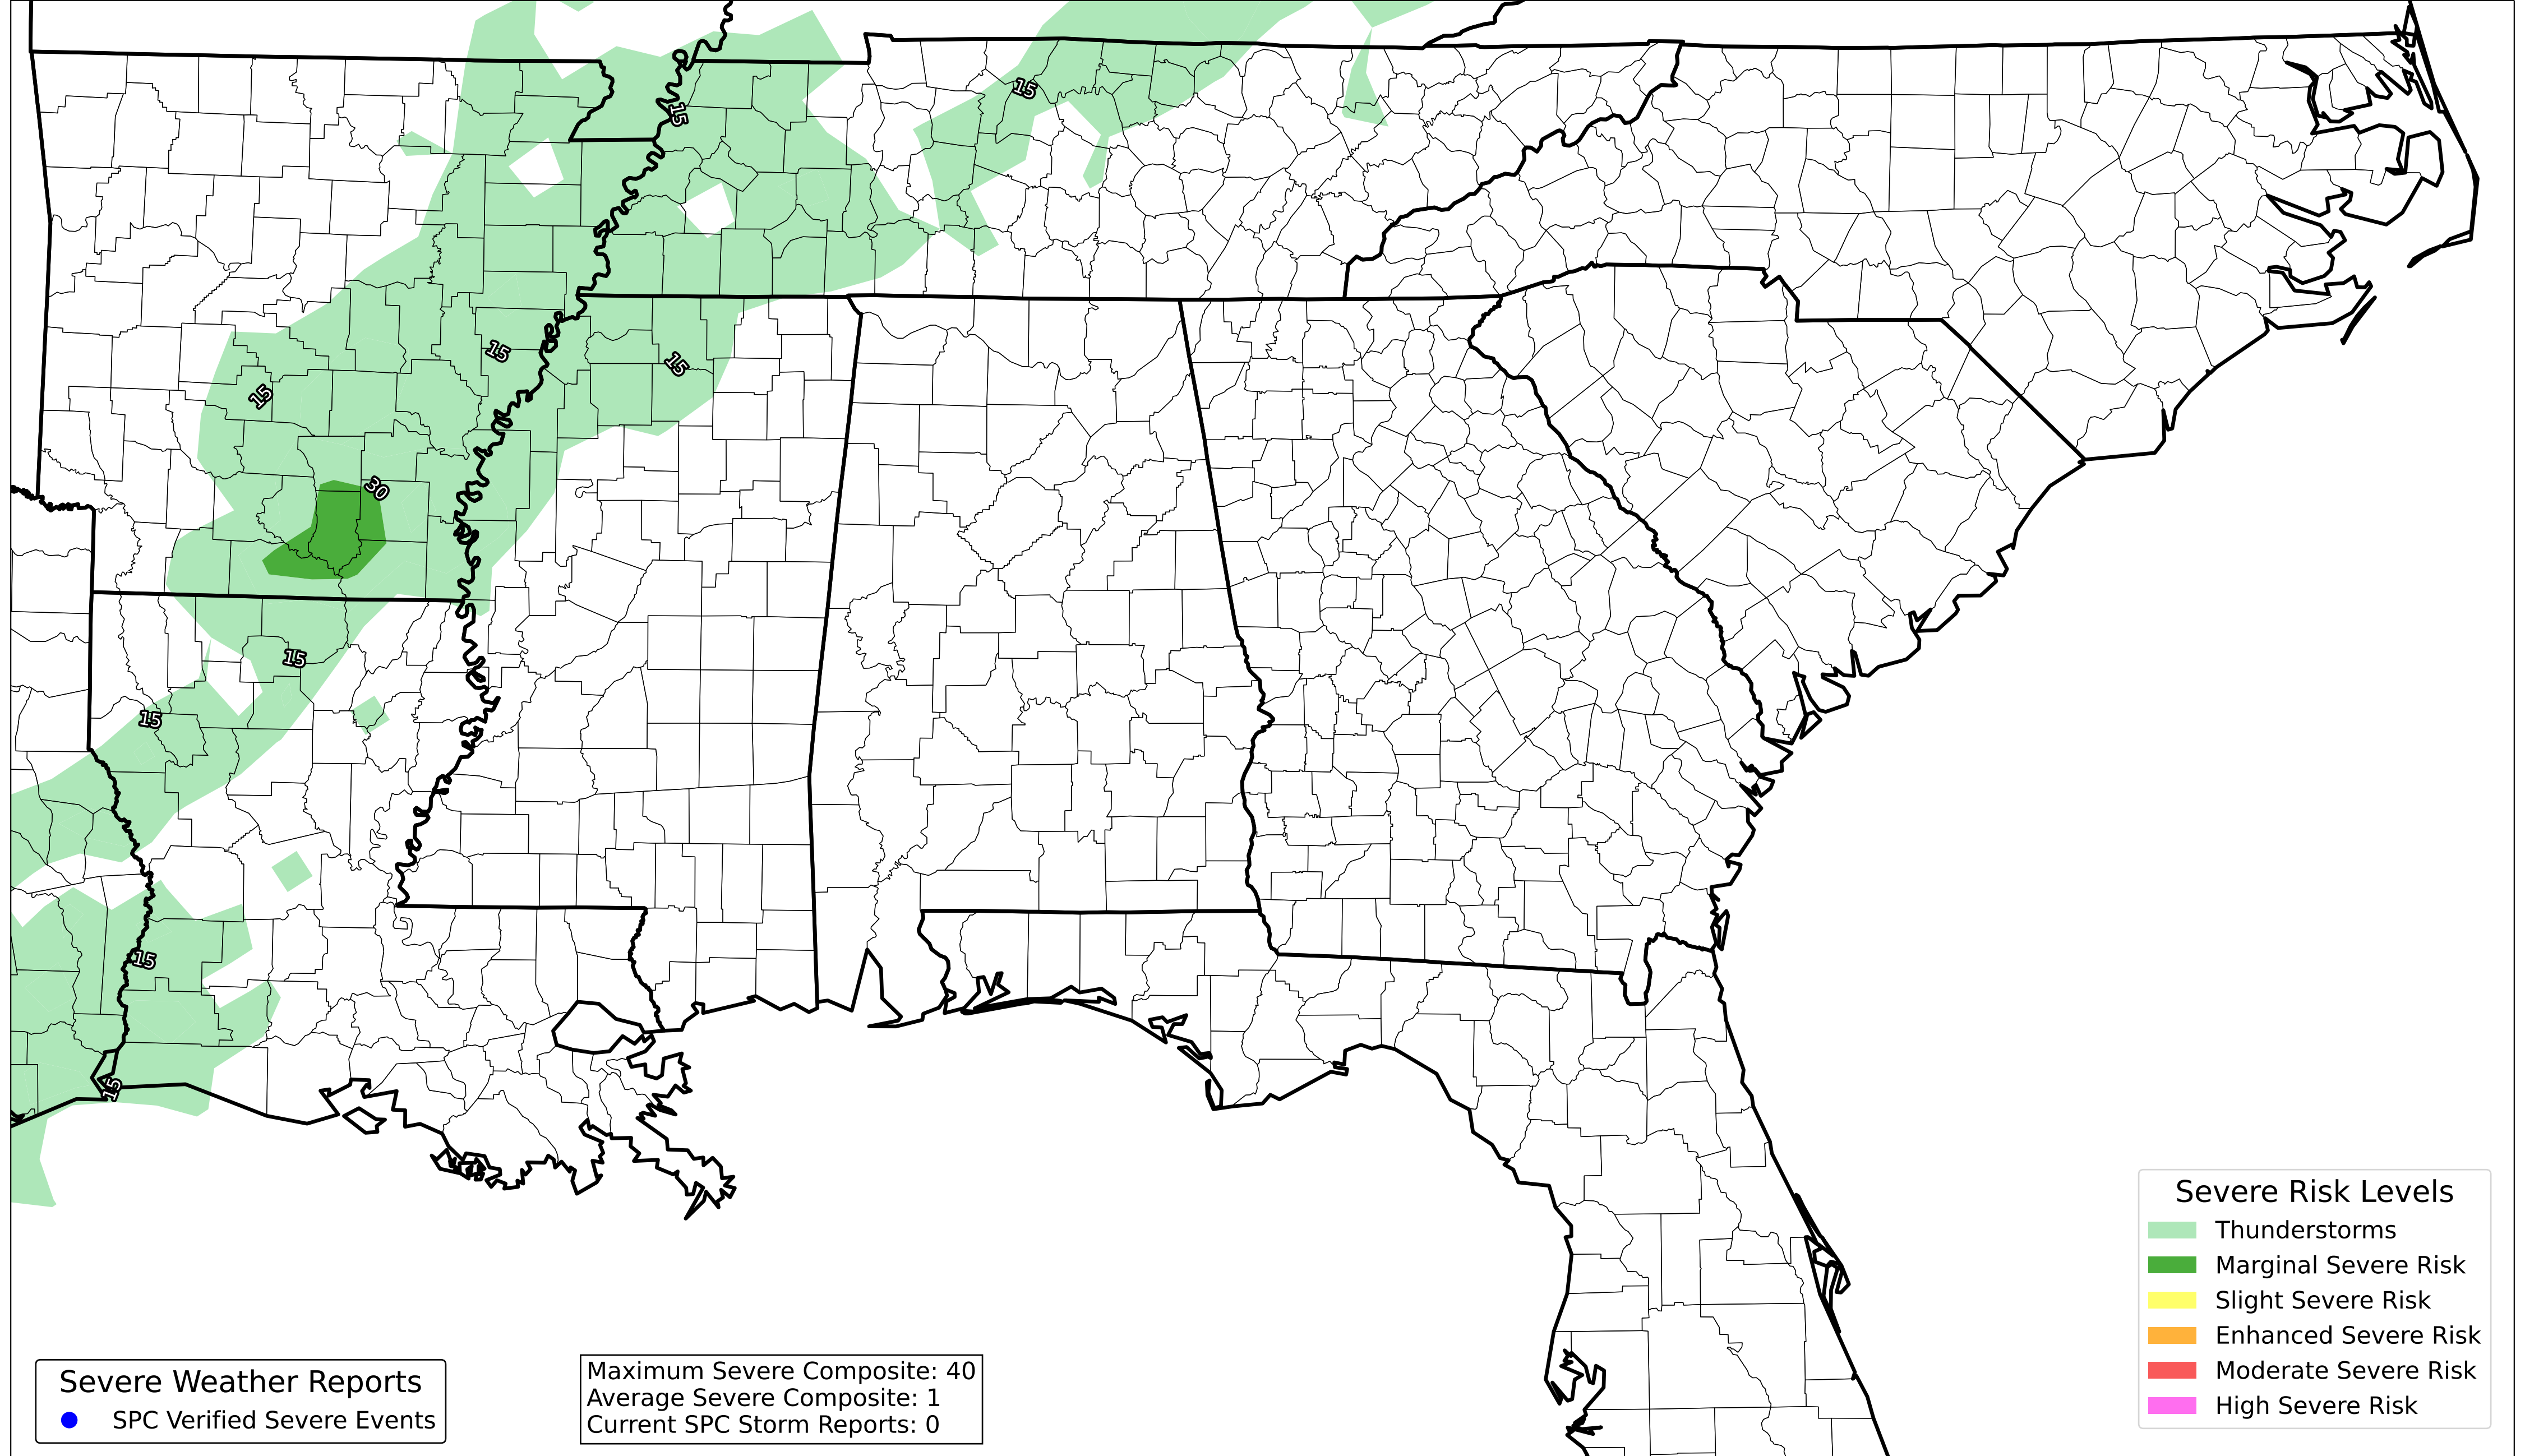 15
15
15
15
15
30
15
15
15
15
Severe Risk Levels
Thunderstorms
Marginal Severe Risk
Slight Severe Risk
Enhanced Severe Risk
Moderate Severe Risk
High Severe Risk
Severe Weather Reports
SPC Verified Severe Events
Maximum Severe Composite: 40
Average Severe Composite: 1
Current SPC Storm Reports: 0